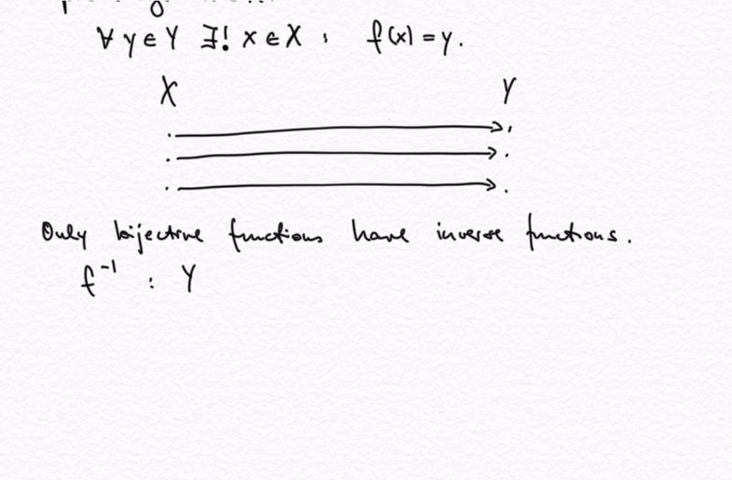 ∀ y ∈ Y ∃! x ∈ X : f(x) = y.
X Y
Only bijective functions have inverse functions.
f⁻¹ : Y